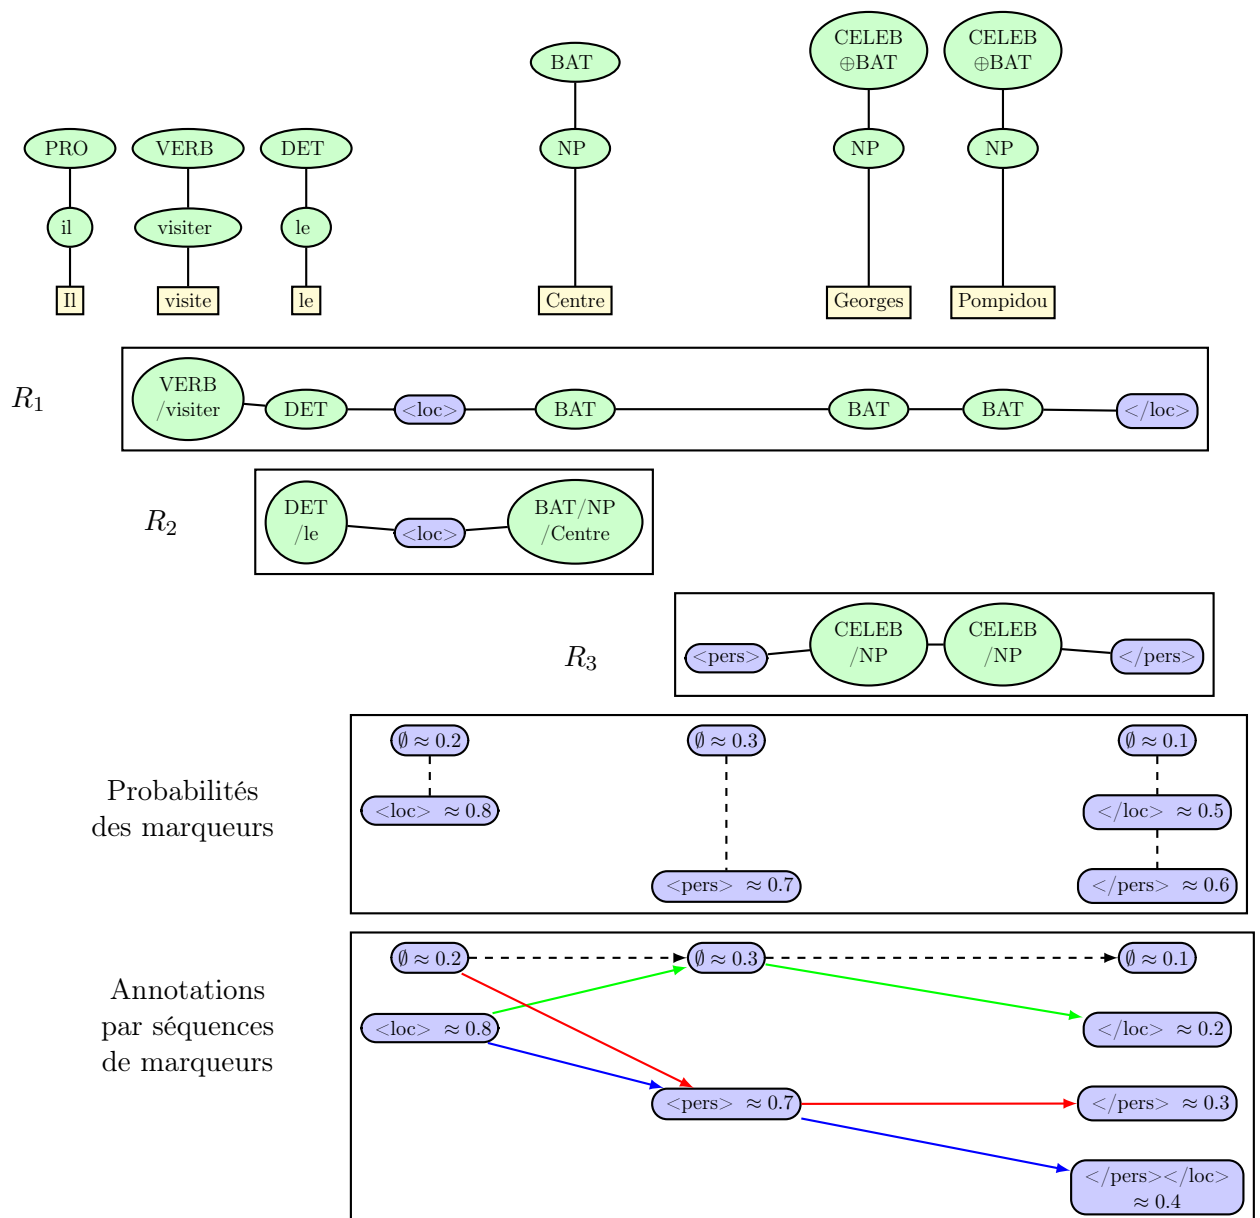 CELEB CELEB
BAT ⊕BAT ⊕BAT
PRO VERB DET NP NP NP
il visiter le
Il visite le Centre Georges Pompidou
VERB
R1 /visiter DET <loc> BAT BAT BAT </loc>
DET BAT/NP
R2 /le <loc> /Centre
CELEB CELEB
R3 <pers> /NP /NP </pers>
∅ ≈ 0.2 ∅ ≈ 0.3 ∅ ≈ 0.1
Probabilités
<loc> ≈ 0.8 </loc> ≈ 0.5
des marqueurs
<pers> ≈ 0.7 </pers> ≈ 0.6
∅ ≈ 0.2 ∅ ≈ 0.3 ∅ ≈ 0.1
Annotations
par séquences
<loc> ≈ 0.8 </loc> ≈ 0.2
de marqueurs
<pers> ≈ 0.7 </pers> ≈ 0.3
</pers></loc>
≈ 0.4